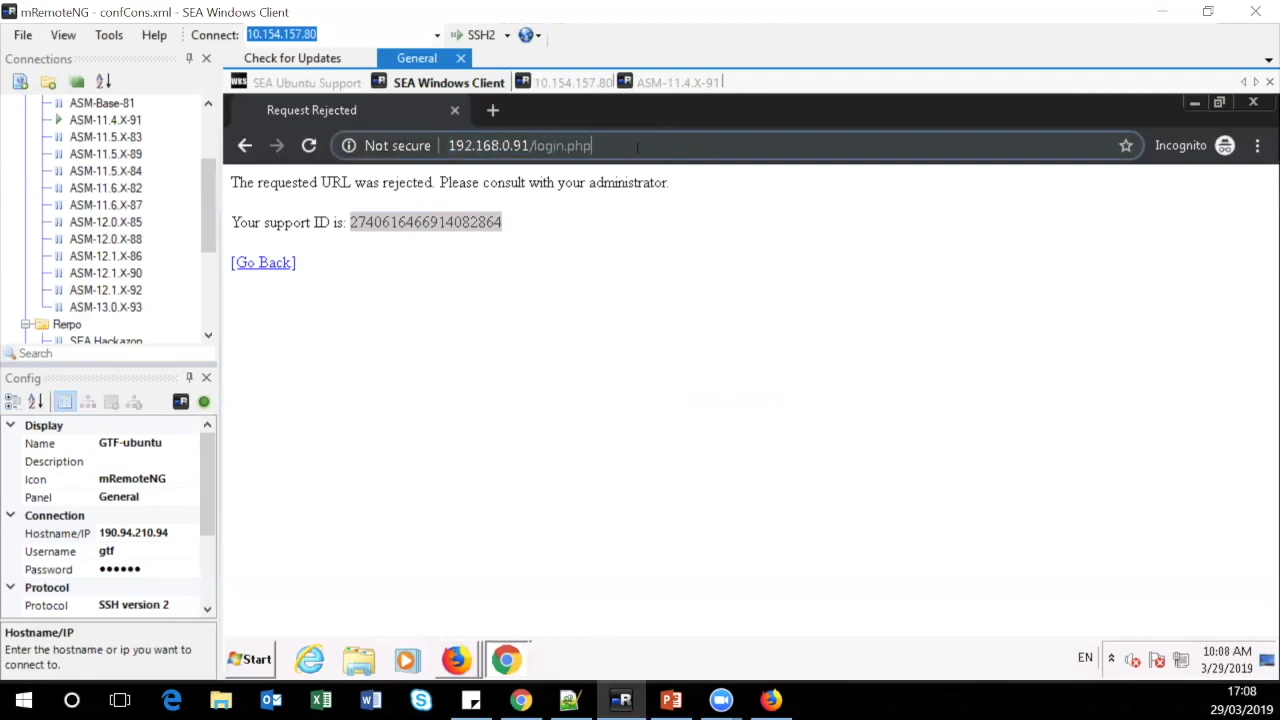 mRemoteNG - confCons.xml - SEA Windows Client
File View Tools Help Connect: 10.154.157.80 SSH2
Connections
Check for Updates General
SEA Ubuntu Support SEA Windows Client 10.154.157.80 ASM-11.4.X-91
ASM-Base-81
ASM-11.4.X-91
ASM-11.5.X-83
ASM-11.5.X-89
ASM-11.5.X-84
ASM-11.6.X-82
ASM-11.6.X-87
ASM-12.0.X-85
ASM-12.0.X-88
ASM-12.1.X-86
ASM-12.1.X-90
ASM-12.1.X-92
ASM-13.0.X-93
Rerpo
SEA Hackazon
Search
Config
Display
Name GTF-ubuntu
Description
Icon mRemoteNG
Panel General
Connection
Hostname/IP 190.94.210.94
Username gtf
Password ••••••
Protocol
Protocol SSH version 2
Hostname/IP
Enter the hostname or ip you want to
connect to.
Request Rejected
Not secure 192.168.0.91/login.php Incognito
The requested URL was rejected. Please consult with your administrator.
Your support ID is: 2740616466914082864
[Go Back]
Start EN 10:08 AM
3/29/2019
17:08
29/03/2019